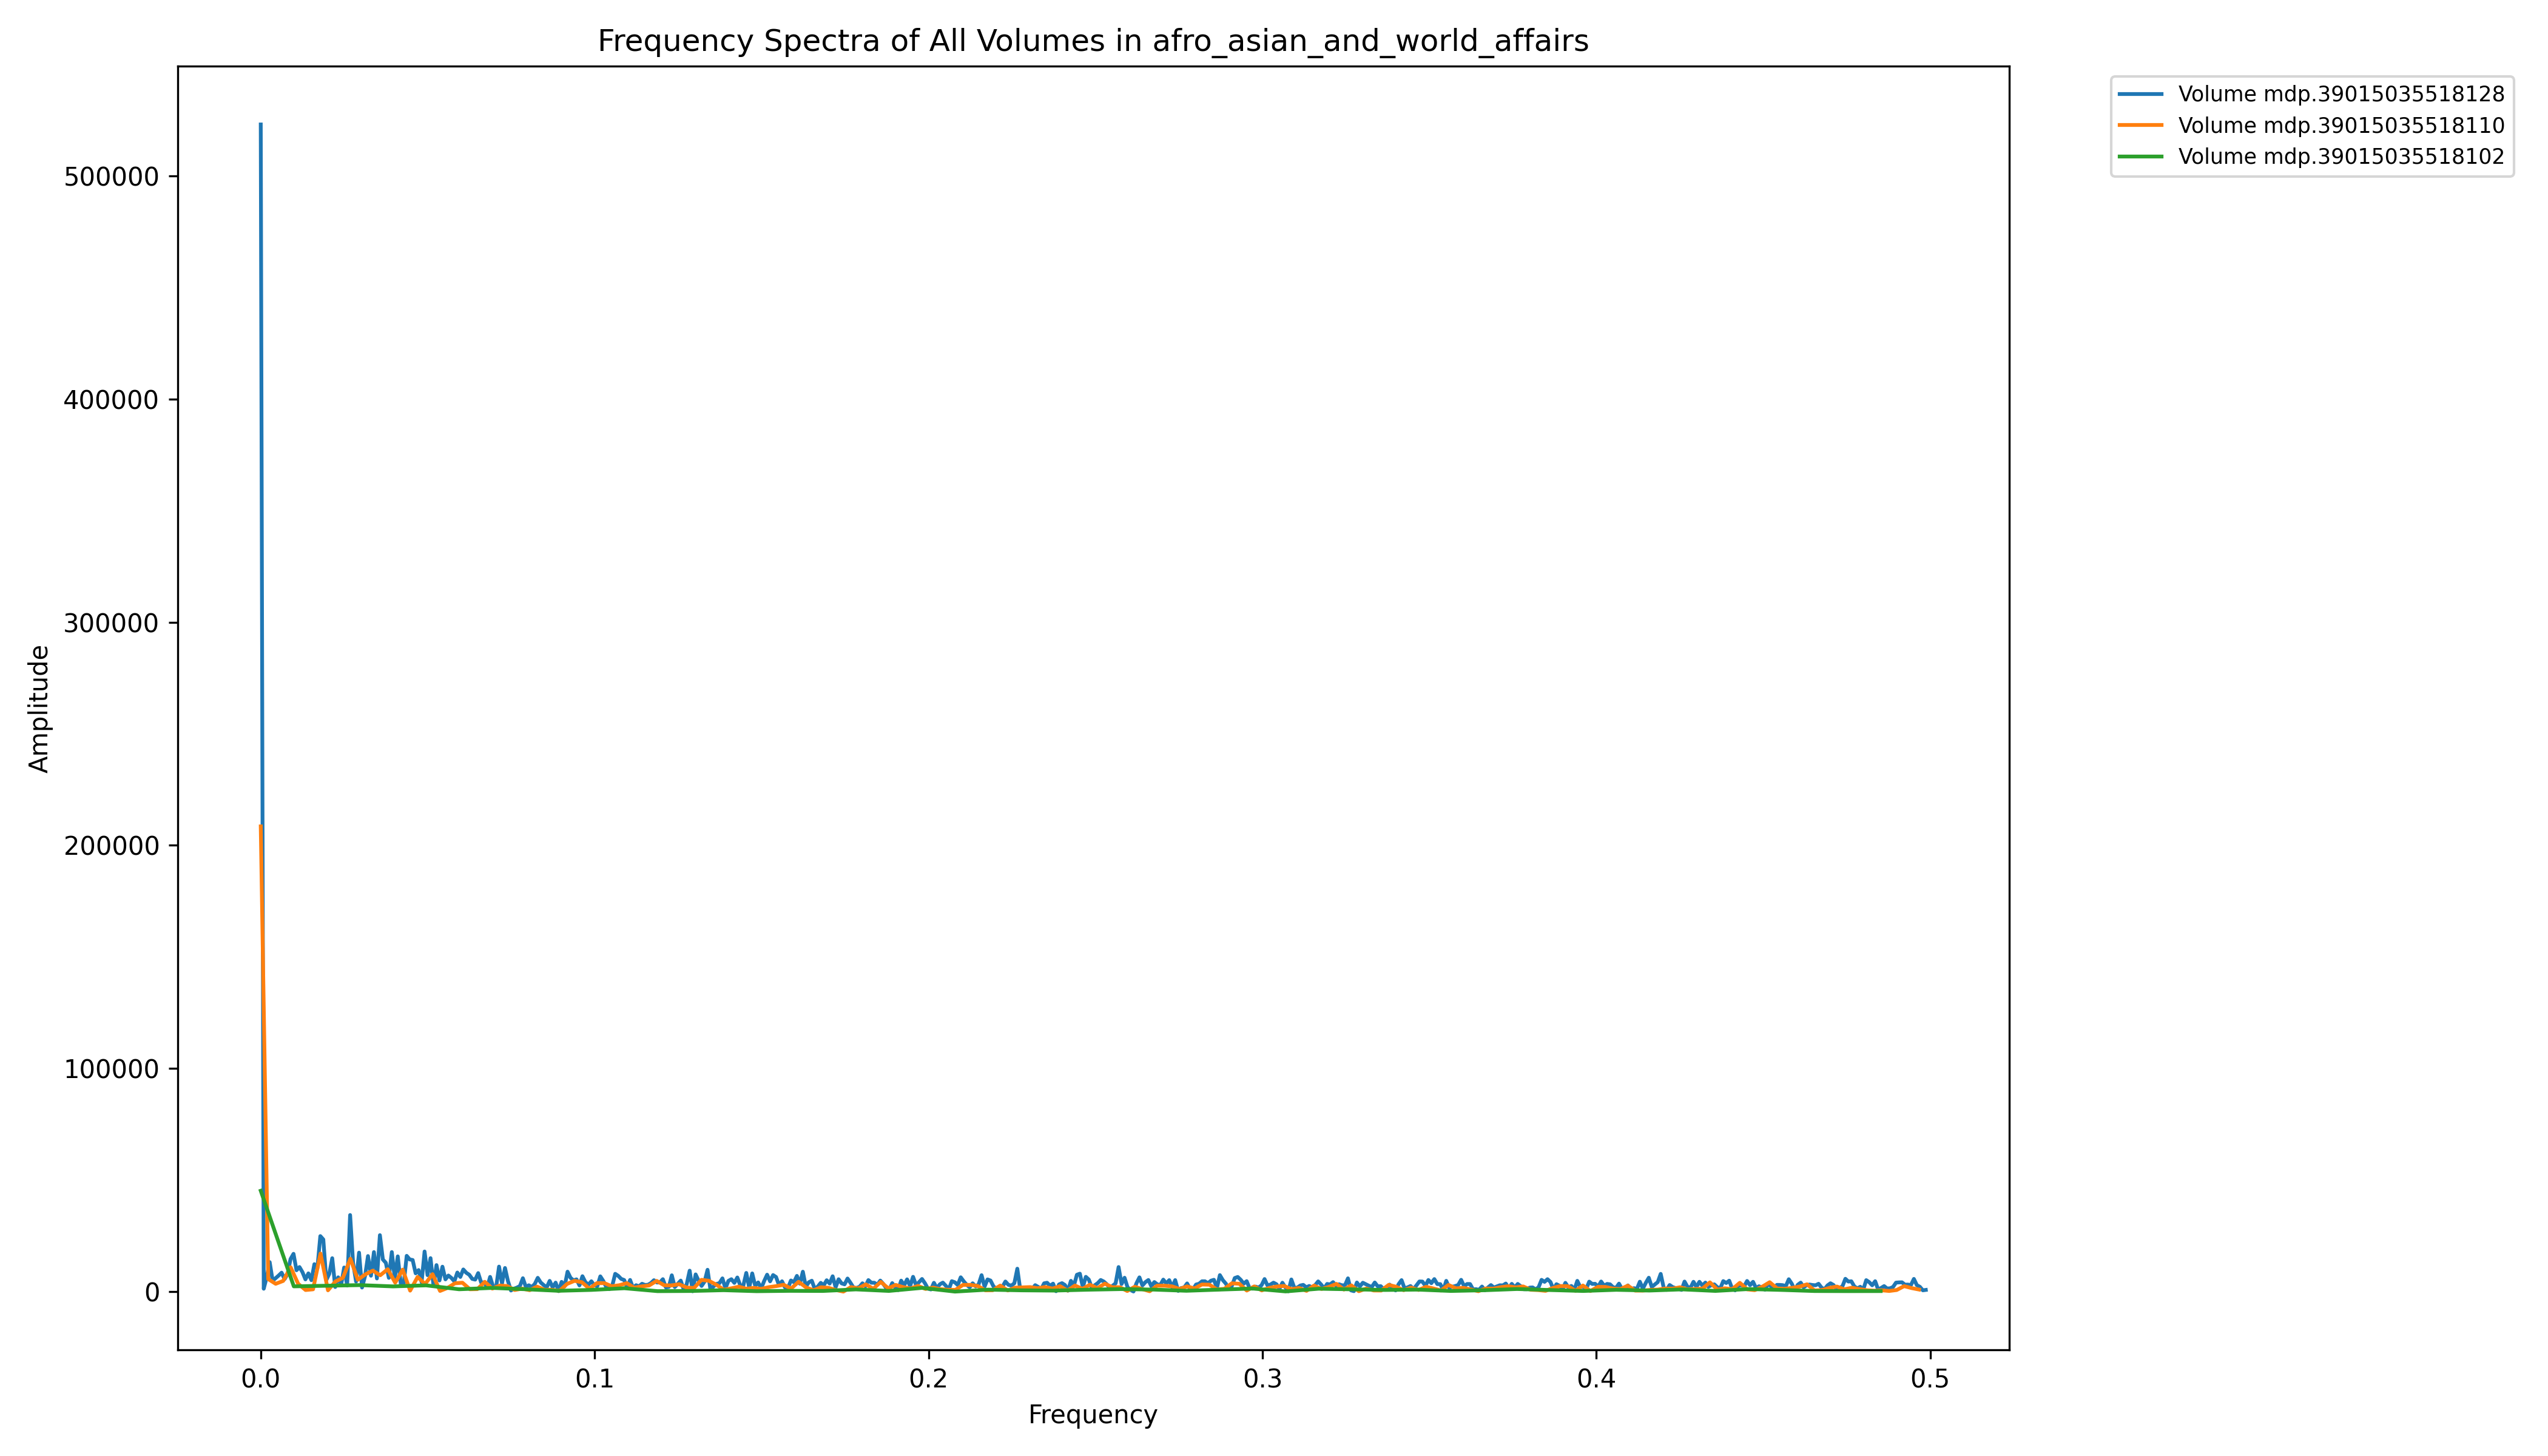 Frequency Spectra of All Volumes in afro_asian_and_world_affairs
Volume mdp.39015035518128
Volume mdp.39015035518110
Volume mdp.39015035518102
Amplitude
500000
400000
300000
200000
100000
0
0.0 0.1 0.2 0.3 0.4 0.5
Frequency